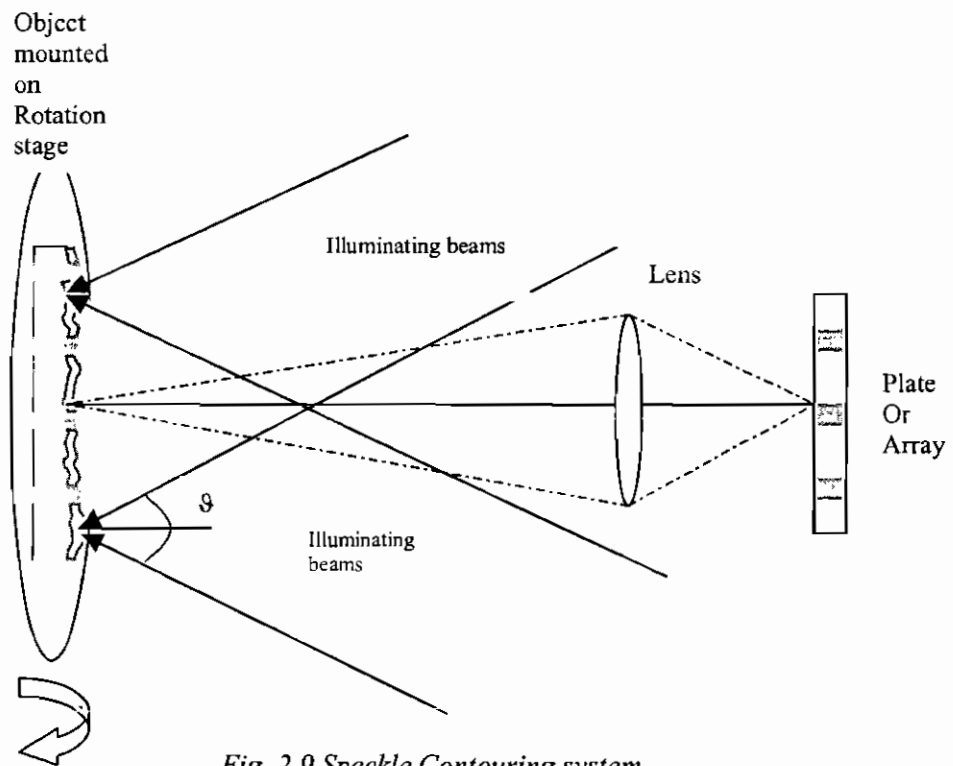 Object
mounted
on
Rotation
stage
Illuminating beams
Lens
Plate
Or
Array
ϑ
Illuminating
beams
Fig. 2.9 Speckle Contouring system